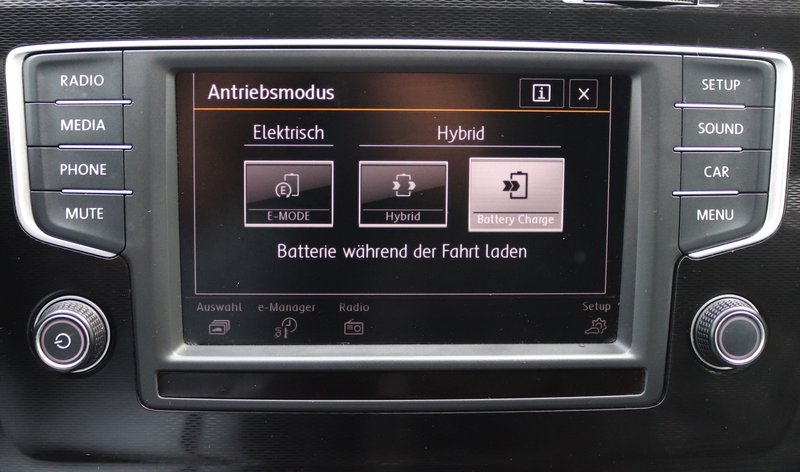 RADIO
MEDIA
PHONE
MUTE
Antriebsmodus
i X
Elektrisch Hybrid
E
E-MODE Hybrid Battery Charge
Batterie während der Fahrt laden
Auswahl e-Manager Radio Setup
SETUP
SOUND
CAR
MENU